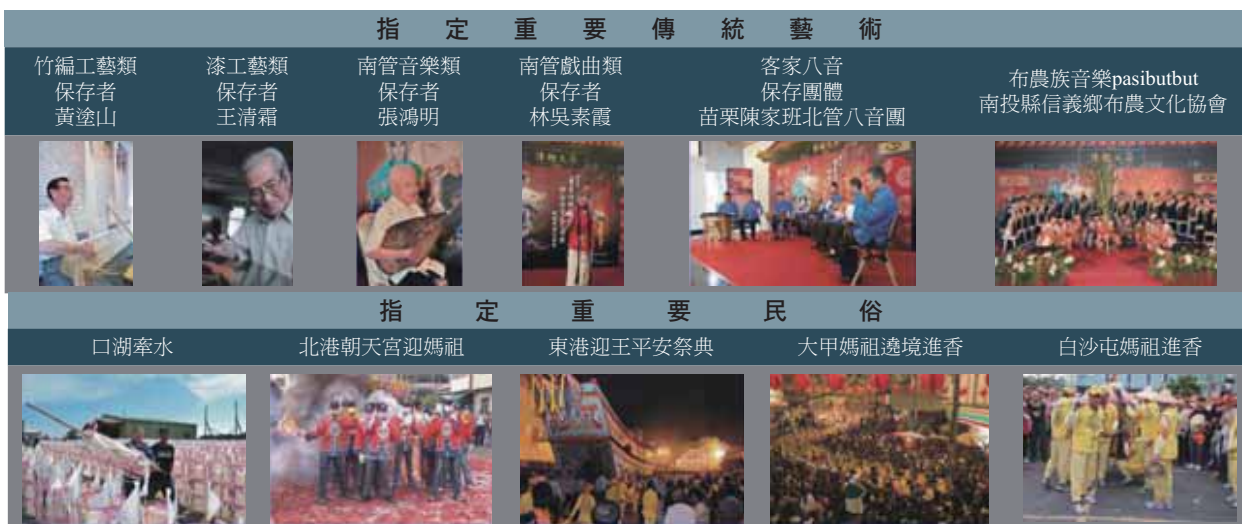 指定重要傳統藝術
竹編工藝類
保存者
黃塗山
漆工藝類
保存者
王清霜
南管音樂類
保存者
張鴻明
南管戲曲類
保存者
林吳素霞
客家八音
保存團體
苗栗陳家班北管八音團
布農族音樂pasibutbut
南投縣信義鄉布農文化協會
指定重要民俗
口湖牽水
北港朝天宮迎媽祖
東港迎王平安祭典
大甲媽祖遶境進香
白沙屯媽祖進香